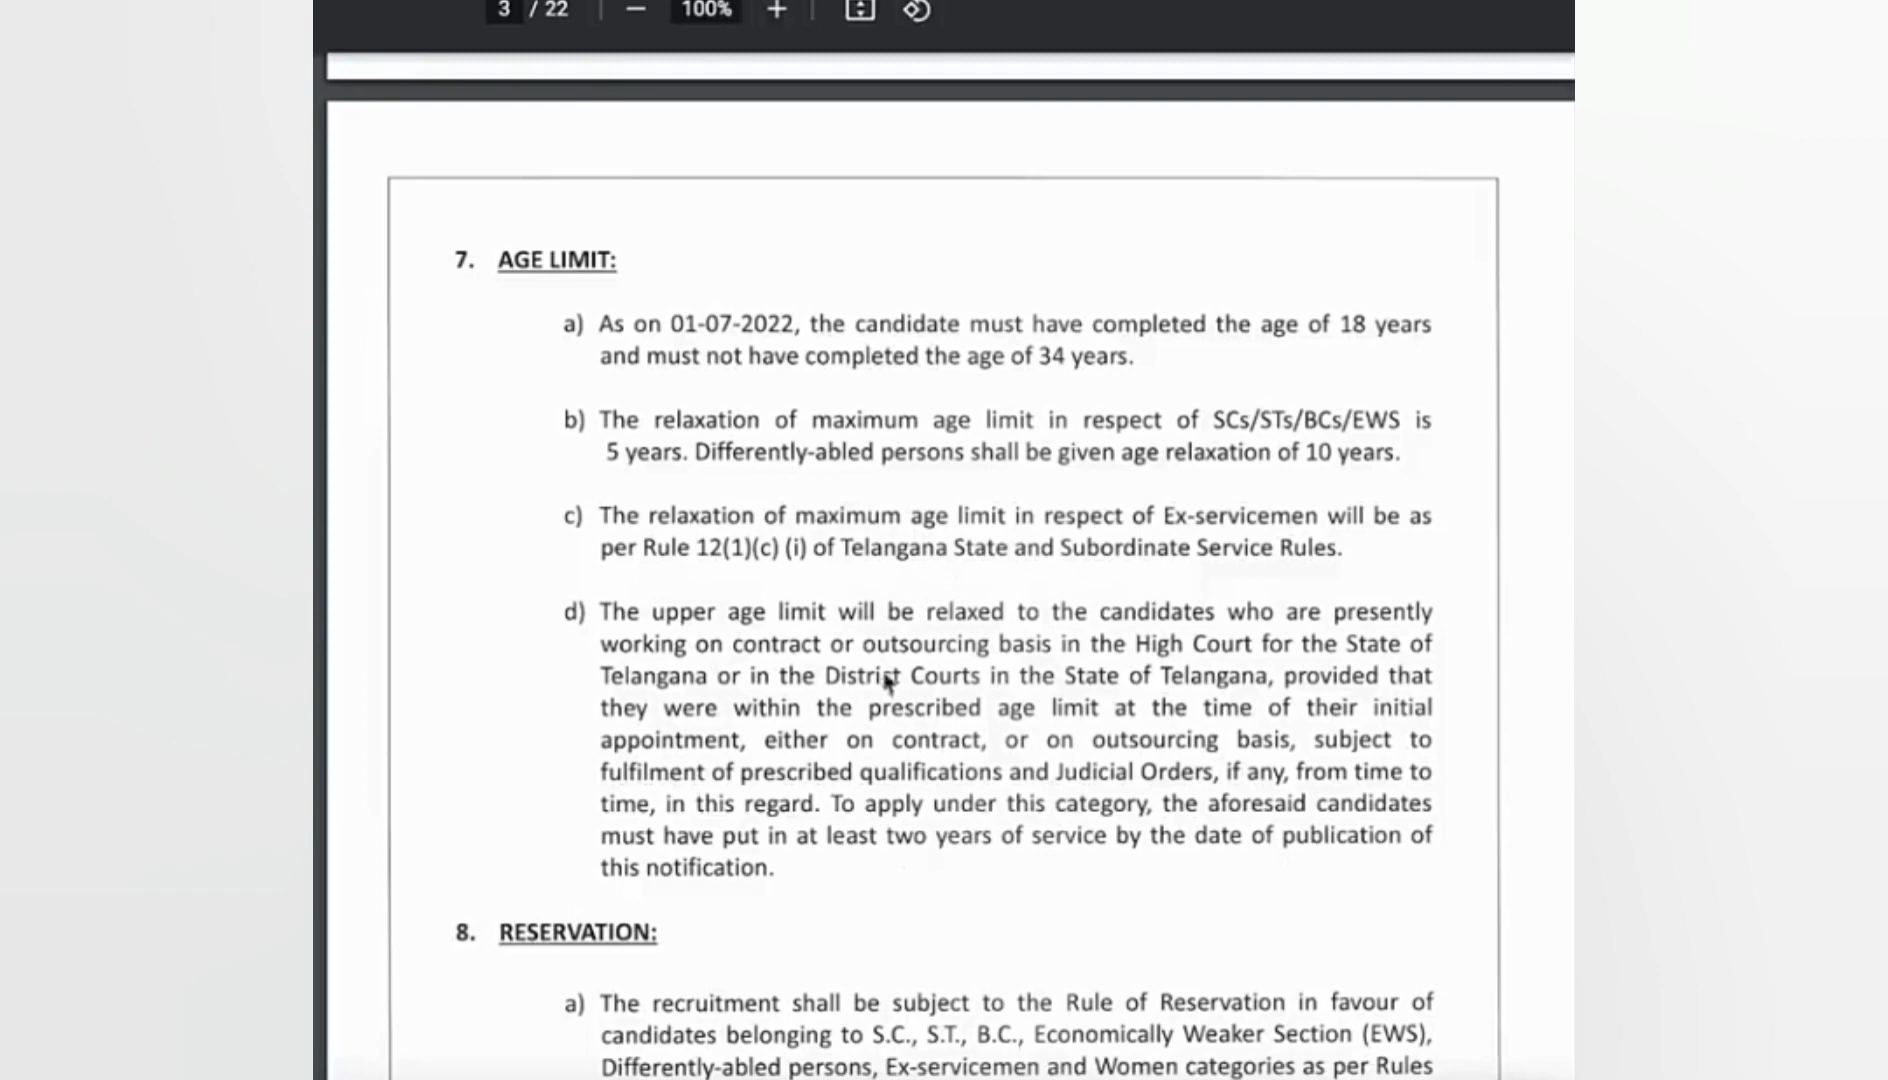 3 / 22 100%
7. AGE LIMIT:
a) As on 01-07-2022, the candidate must have completed the age of 18 years
and must not have completed the age of 34 years.
b) The relaxation of maximum age limit in respect of SCs/STs/BCs/EWS is
5 years. Differently-abled persons shall be given age relaxation of 10 years.
c) The relaxation of maximum age limit in respect of Ex-servicemen will be as
per Rule 12(1)(c) (i) of Telangana State and Subordinate Service Rules.
d) The upper age limit will be relaxed to the candidates who are presently
working on contract or outsourcing basis in the High Court for the State of
Telangana or in the District Courts in the State of Telangana, provided that
they were within the prescribed age limit at the time of their initial
appointment, either on contract, or on outsourcing basis, subject to
fulfilment of prescribed qualifications and Judicial Orders, if any, from time to
time, in this regard. To apply under this category, the aforesaid candidates
must have put in at least two years of service by the date of publication of
this notification.
8. RESERVATION:
a) The recruitment shall be subject to the Rule of Reservation in favour of
candidates belonging to S.C., S.T., B.C., Economically Weaker Section (EWS),
Differently-abled persons, Ex-servicemen and Women categories as per Rules